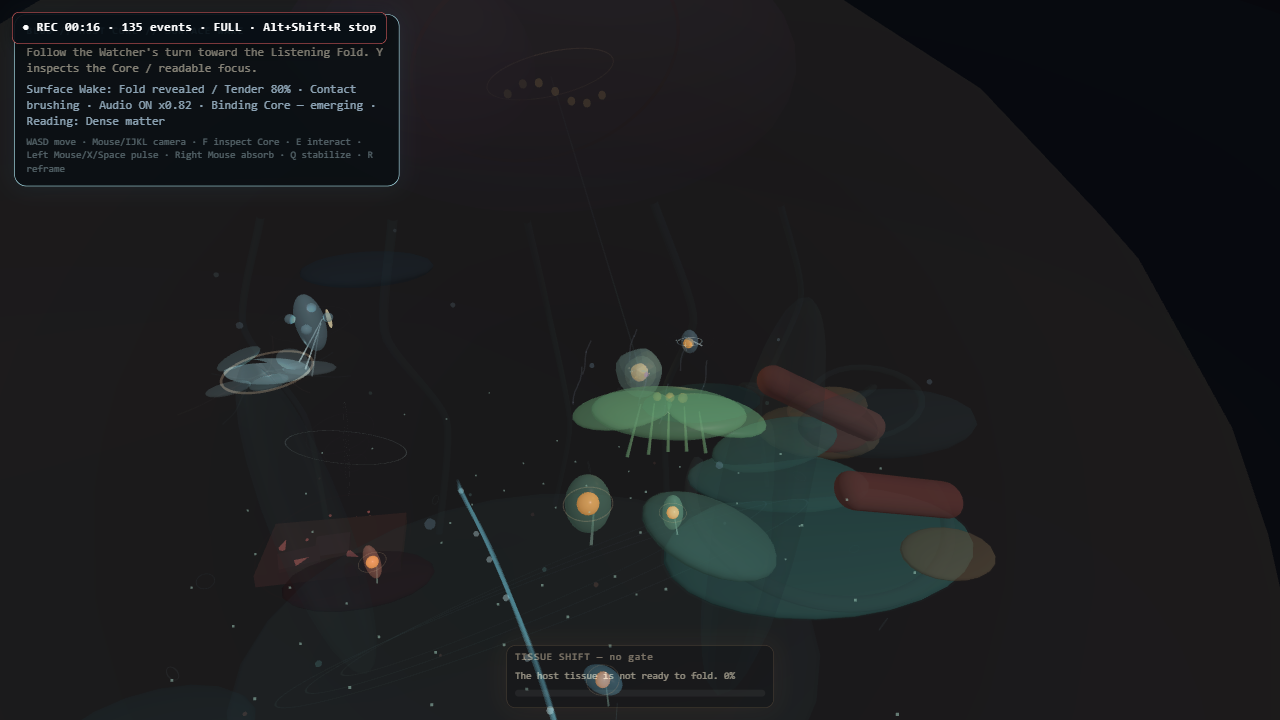 ● REC 00:16 · 135 events · FULL · Alt+Shift+R stop
Follow the Watcher's turn toward the Listening Fold. Y
inspects the Core / readable focus.
Surface Wake: Fold revealed / Tender 80% · Contact
brushing · Audio ON x0.82 · Binding Core — emerging ·
Reading: Dense matter
WASD move · Mouse/IJKL camera · F inspect Core · E interact ·
Left Mouse/X/Space pulse · Right Mouse absorb · Q stabilize · R
reframe
TISSUE SHIFT — no gate
The host tissue is not ready to fold. 0%